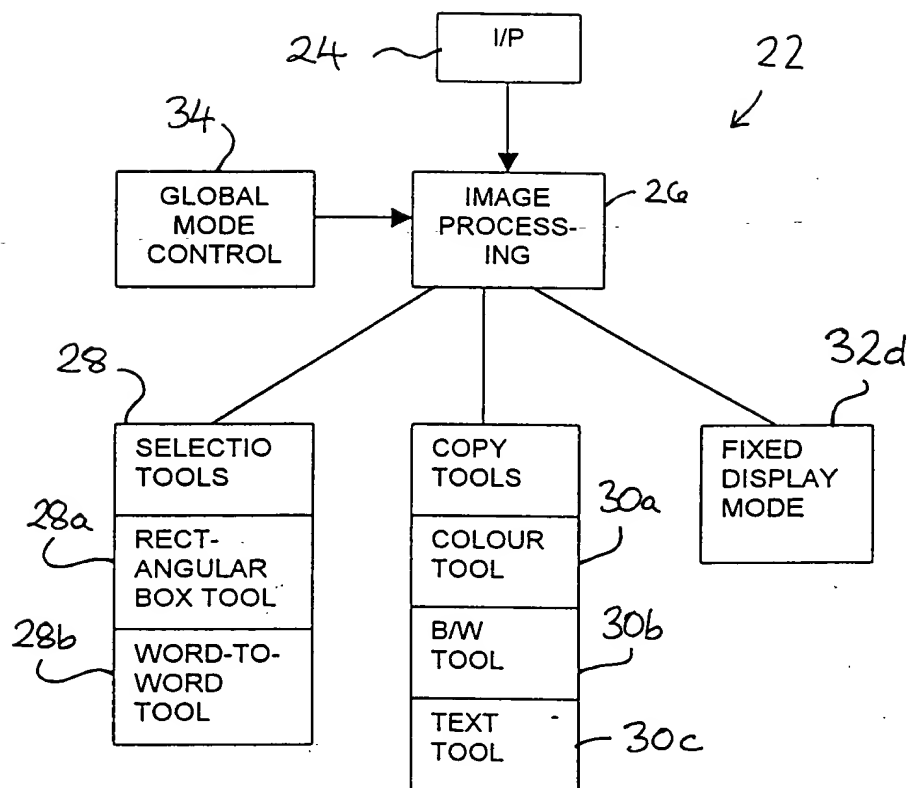 I/P
24
22
34
GLOBAL
MODE
CONTROL
IMAGE
PROCESS-
ING
26
28
32d
SELECTIO
TOOLS
28a
RECT-
ANGULAR
BOX TOOL
28b
WORD-TO-
WORD
TOOL
COPY
TOOLS
30a
COLOUR
TOOL
B/W
TOOL
30b
TEXT
TOOL
30c
FIXED
DISPLAY
MODE